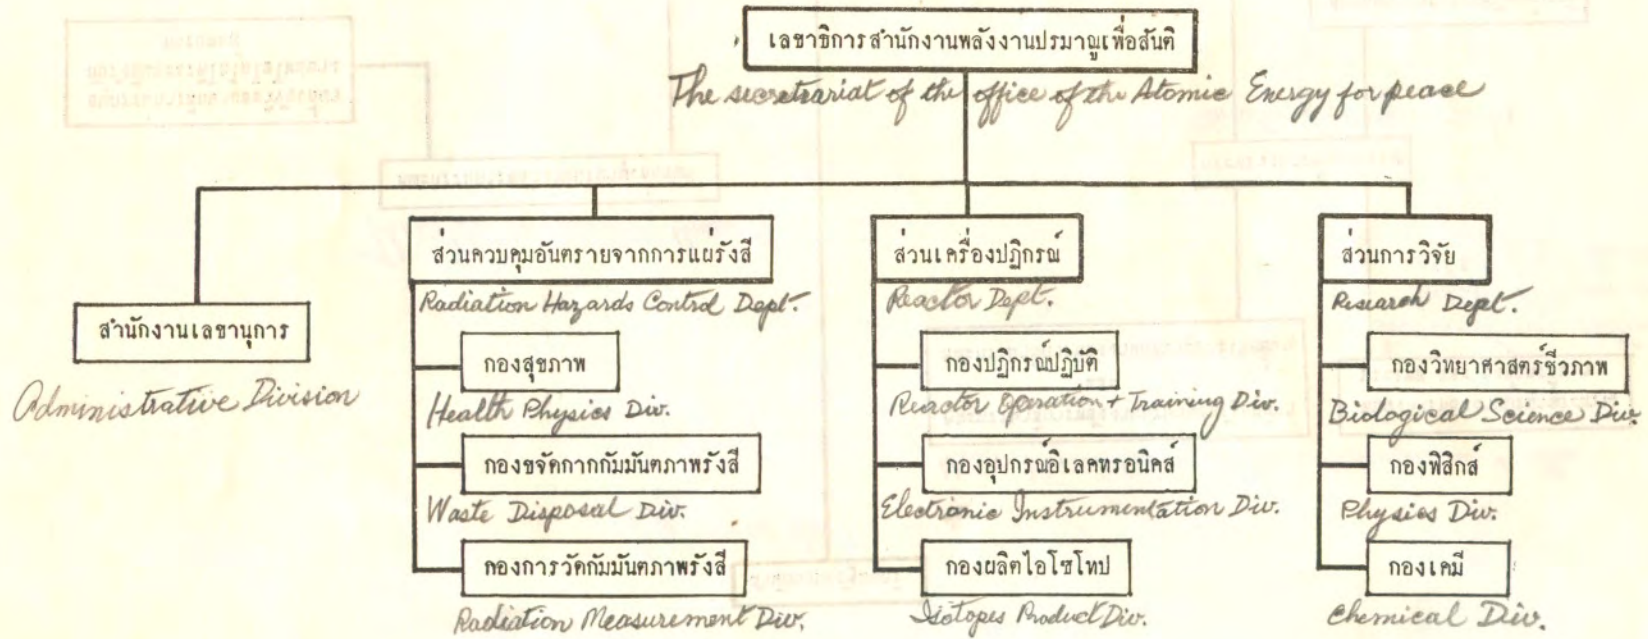 เลขาธิการสำนักงานพลังงานปรมาณูเพื่อสันติ
The secretrariat of the office of the Atomic Energy for peace
สำนักงานเลขานุการ
Administrative Division
ส่วนควบคุมอันตรายจากการแผ่รังสี
Radiation Hazards Control Dept.
กองสุขภาพ
Health Physics Div.
กองขจัดกากกัมมันตภาพรังสี
Waste Disposal Div.
กองการวัดกัมมันตภาพรังสี
Radiation Measurement Div.
ส่วนเครื่องปฏิกรณ์
Reactor Dept.
กองปฏิกรณ์ปฏิบัติ
Reactor Operation + Training Div.
กองอุปกรณ์อิเลคทรอนิคส์
Electronic Instrumentation Div.
กองผลิตไอโซโทป
Isotopes Product Div.
ส่วนการวิจัย
Research Dept.
กองวิทยาศาสตร์ชีวภาพ
Biological Science Div.
กองฟิสิกส์
Physics Div.
กองเคมี
Chemical Div.